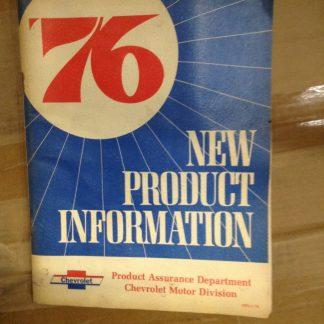 76
NEW
PRODUCT
INFORMATION
Chevrolet
Product Assurance Department
Chevrolet Motor Division